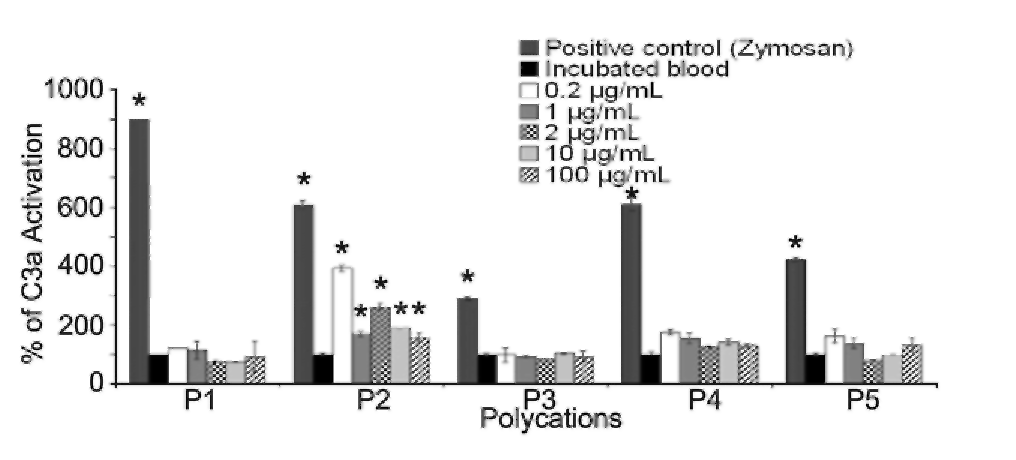 Positive control (Zymosan)
Incubated blood
0.2 µg/mL
1 µg/mL
2 µg/mL
10 µg/mL
100 µg/mL
% of C3a Activation
1000
800
600
400
200
0
*
*
*
*
*
**
*
*
*
P1 P2 P3 P4 P5
Polycations